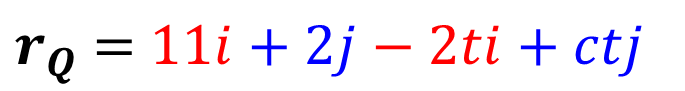 r_Q = 11i + 2j − 2ti + ctj